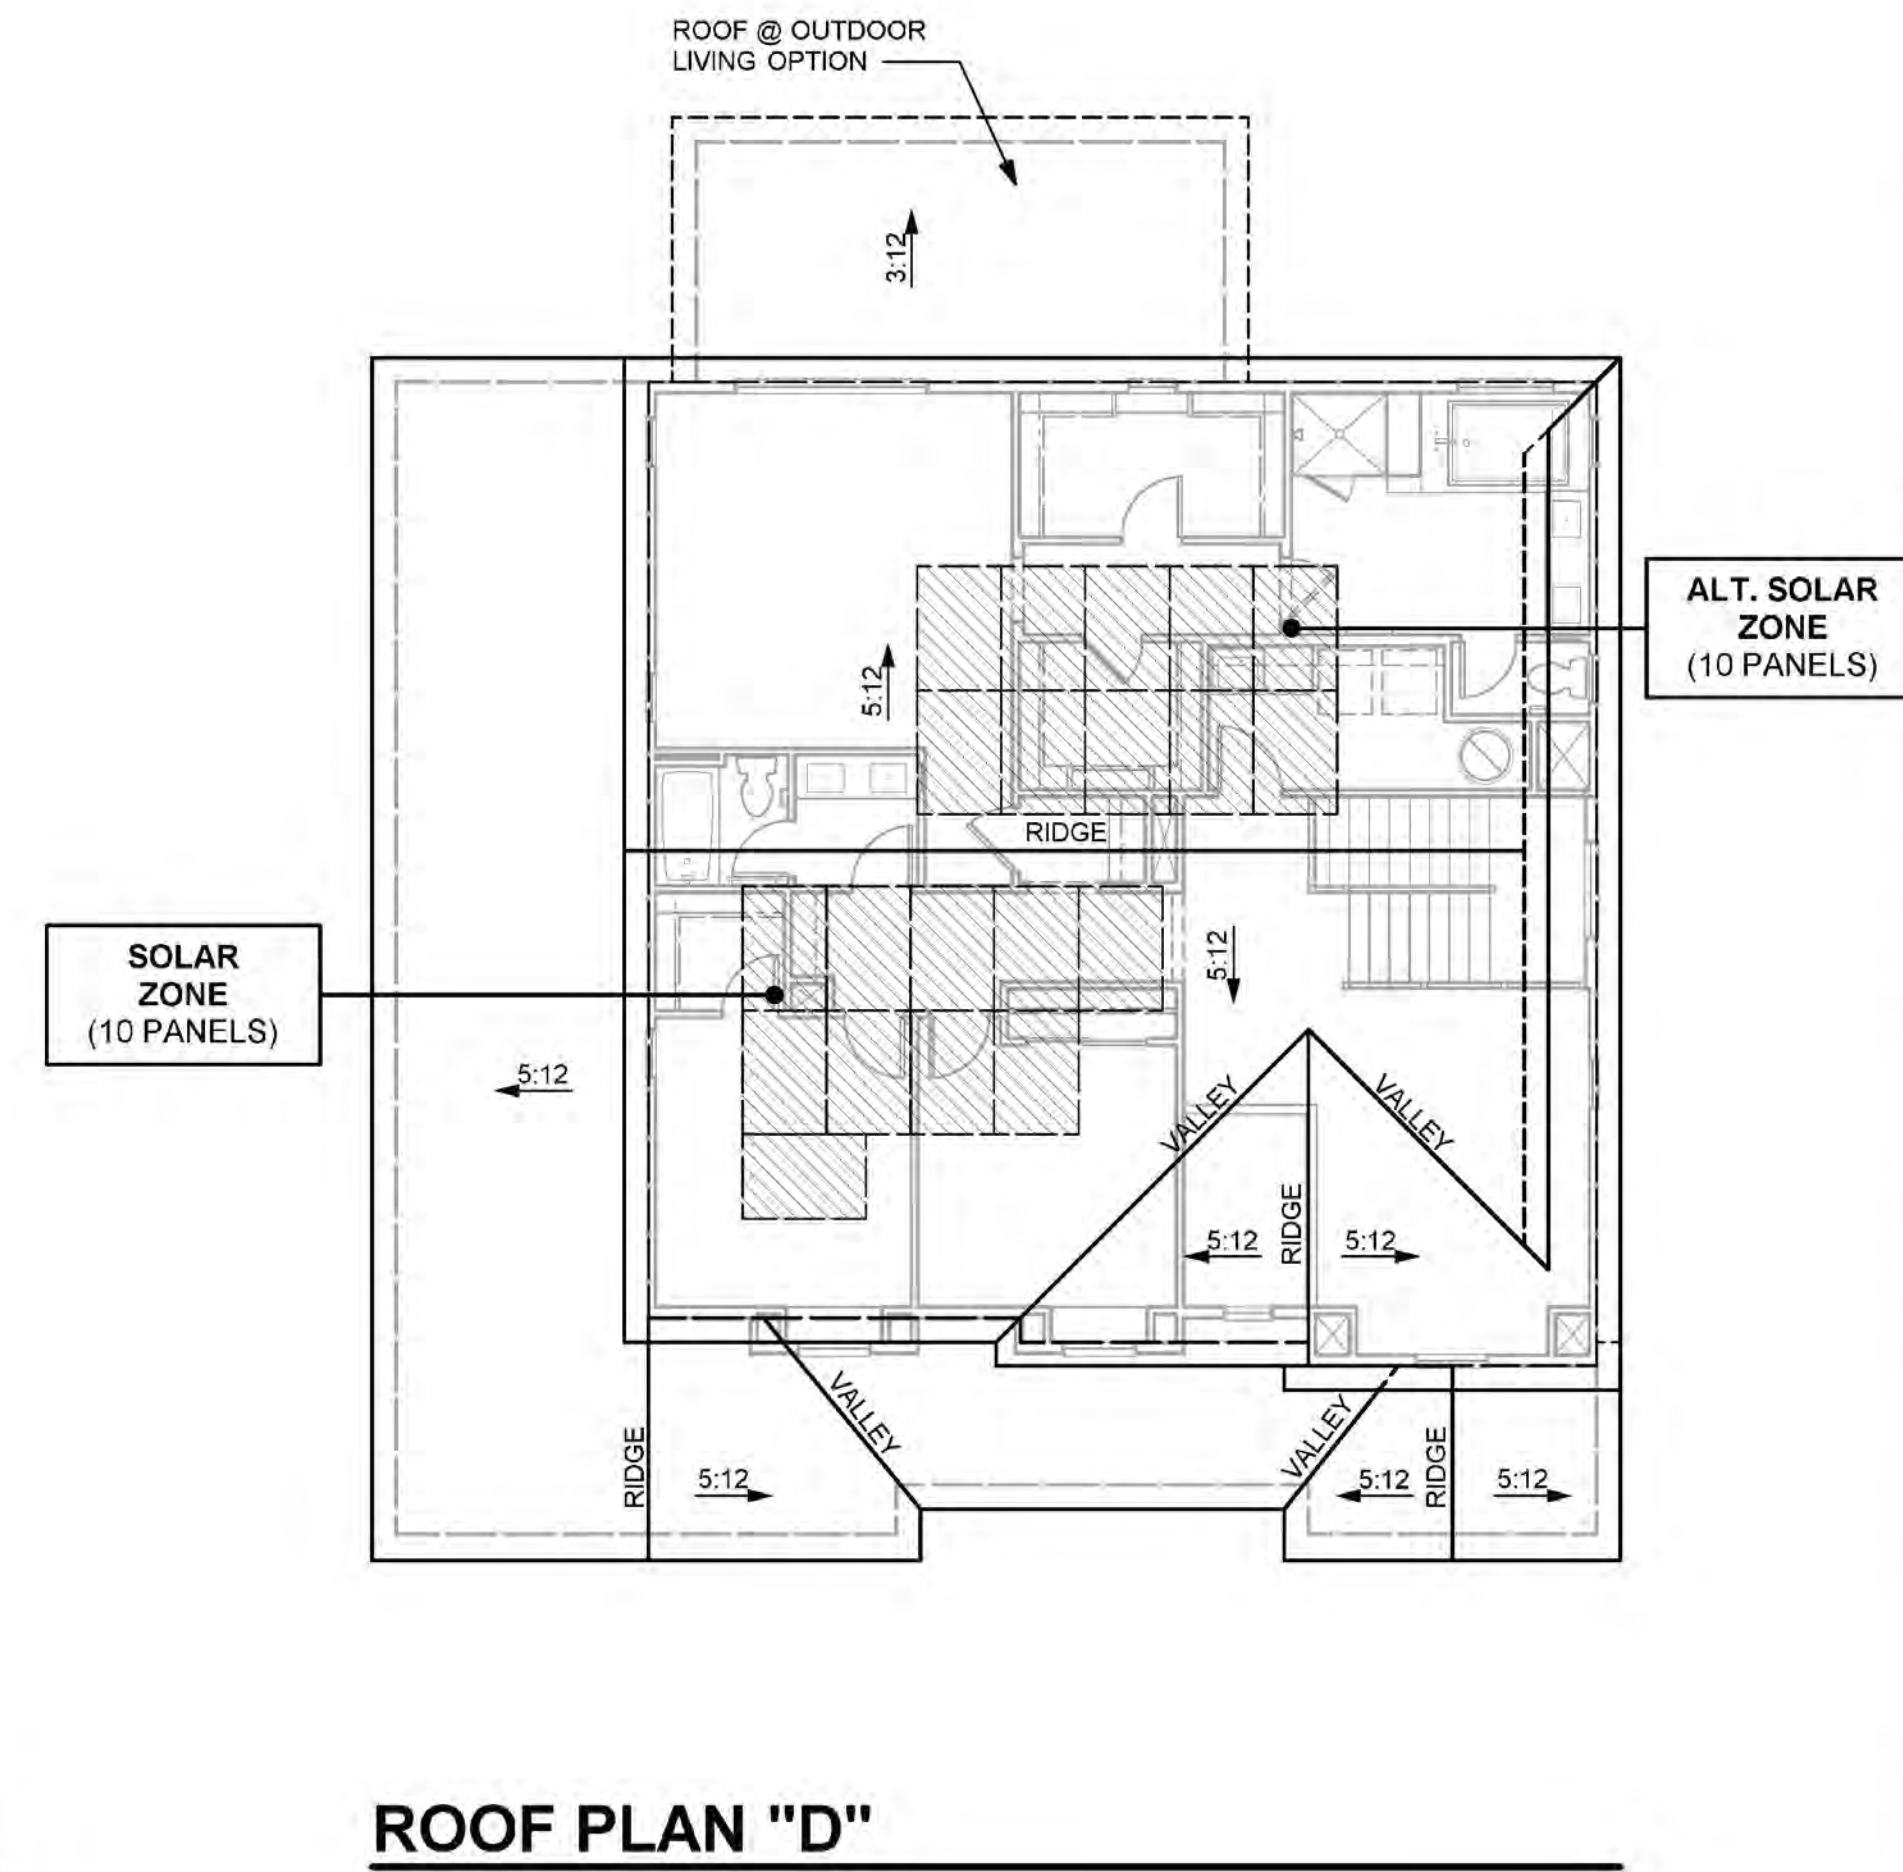 ROOF @ OUTDOOR
LIVING OPTION
3:12
ALT. SOLAR
ZONE
(10 PANELS)
5:12
RIDGE
SOLAR
ZONE
(10 PANELS)
5:12
5:12
VALLEY
VALLEY
RIDGE
5:12
5:12
VALLEY
VALLEY
RIDGE
5:12
5:12
RIDGE
5:12
ROOF PLAN "D"